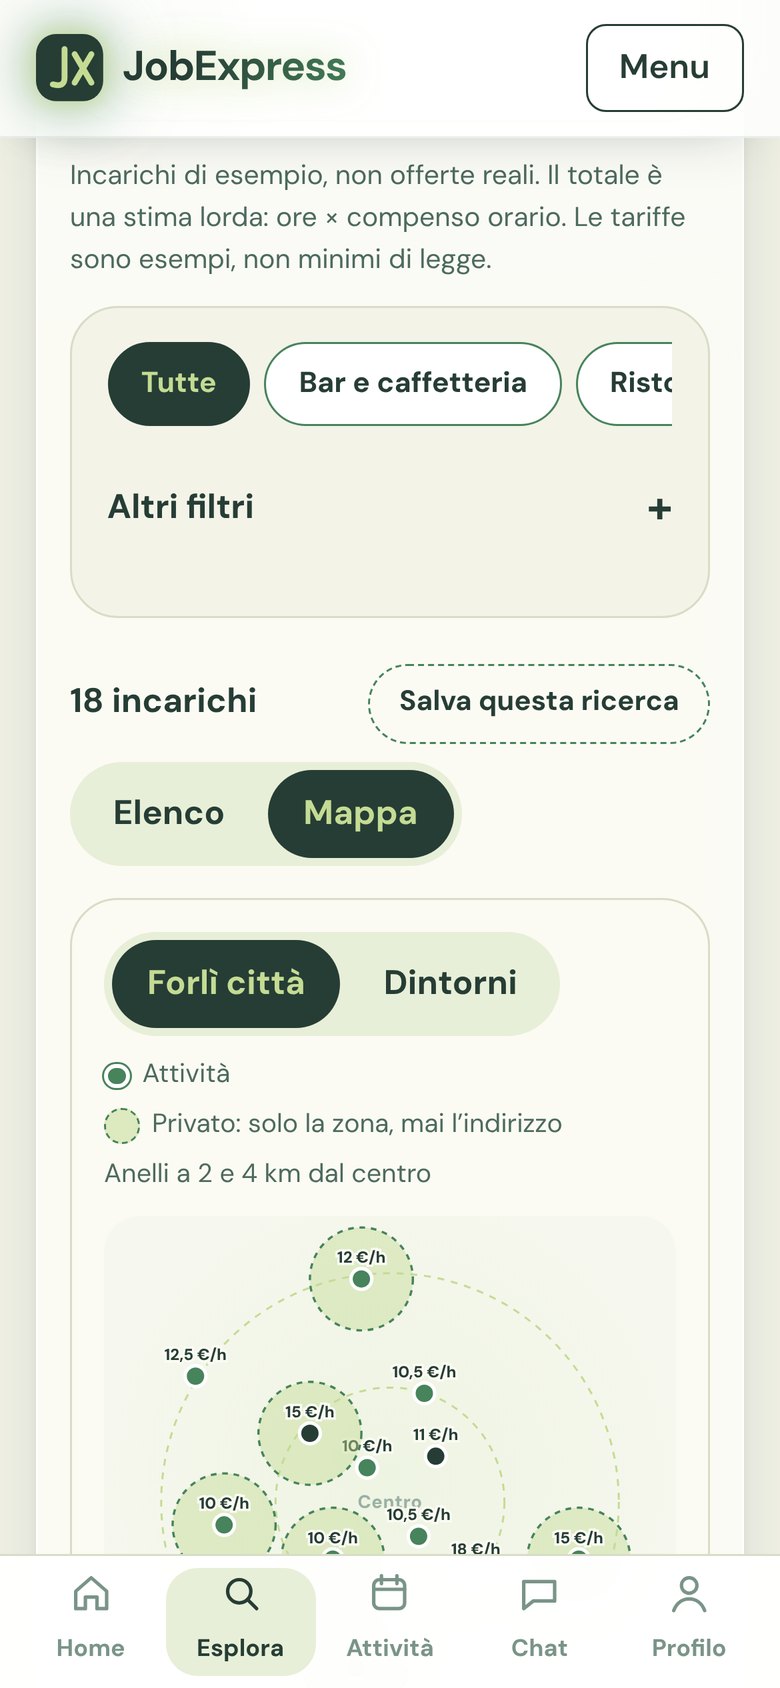 JX JobExpress
Menu
Incarichi di esempio, non offerte reali. Il totale è
una stima lorda: ore × compenso orario. Le tariffe
sono esempi, non minimi di legge.
Tutte
Bar e caffetteria
Risto
Altri filtri
+
18 incarichi
Salva questa ricerca
Elenco
Mappa
Forlì città
Dintorni
Attività
Privato: solo la zona, mai l’indirizzo
Anelli a 2 e 4 km dal centro
12 €/h
12,5 €/h
10,5 €/h
15 €/h
11 €/h
10 €/h
Centro
10 €/h
10,5 €/h
10 €/h
18 €/h
15 €/h
Home
Esplora
Attività
Chat
Profilo